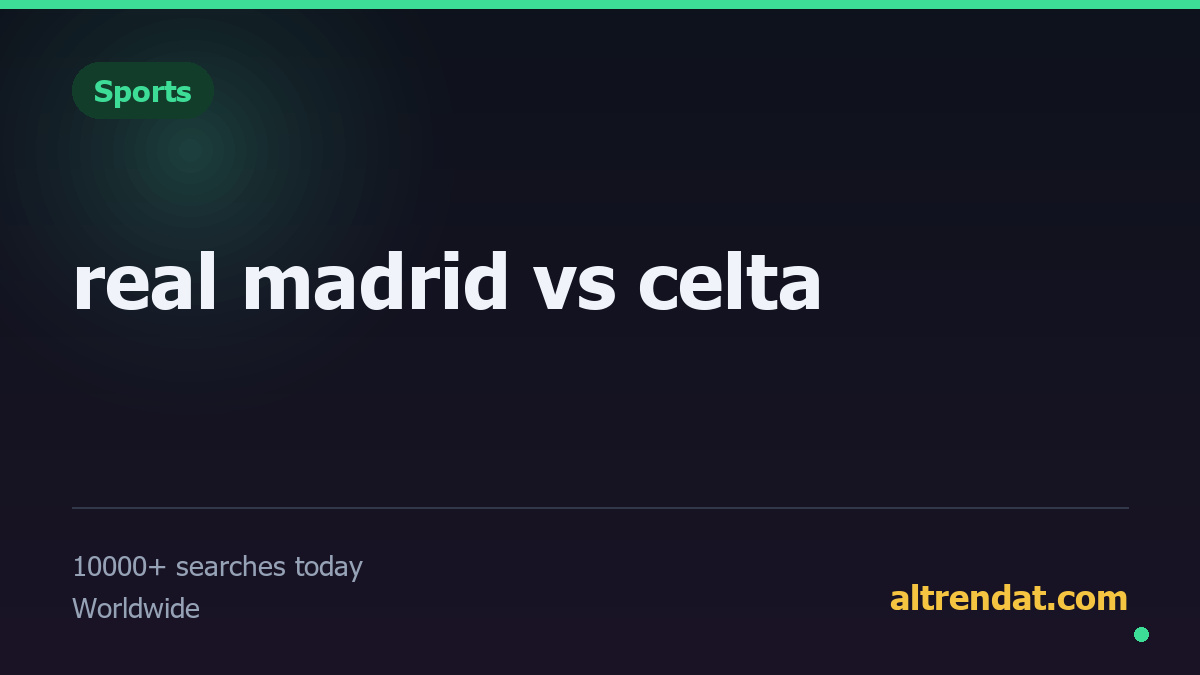 Sports
real madrid vs celta
10000+ searches today
Worldwide
altrendat.com